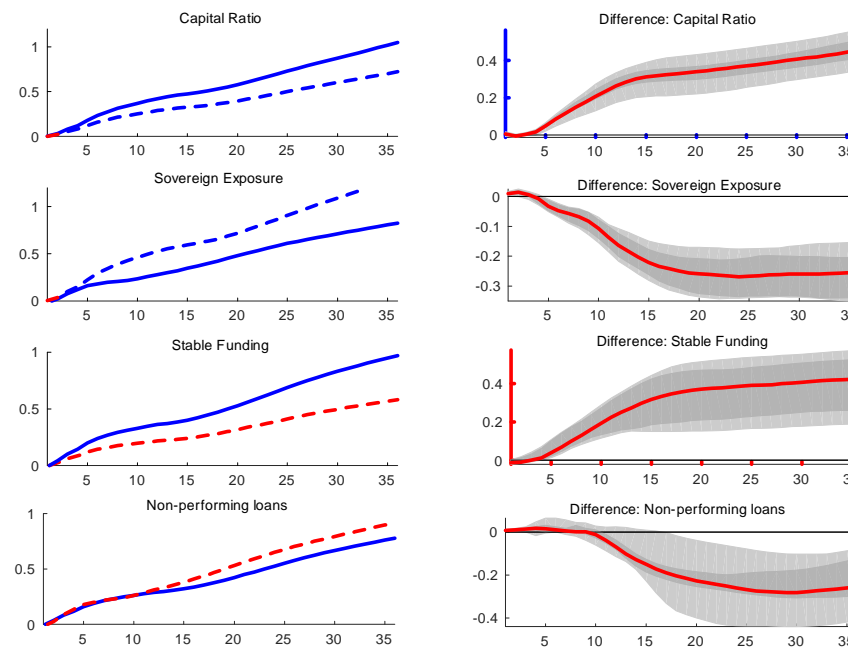 Capital Ratio
1
0.5
0
5 10 15 20 25 30 35
Difference: Capital Ratio
0.4
0.2
0
5 10 15 20 25 30 35
Sovereign Exposure
1
0.5
0
5 10 15 20 25 30 35
Difference: Sovereign Exposure
0
-0.1
-0.2
-0.3
5 10 15 20 25 30 35
Stable Funding
1
0.5
0
5 10 15 20 25 30 35
Difference: Stable Funding
0.4
0.2
0
5 10 15 20 25 30 35
Non-performing loans
1
0.5
0
5 10 15 20 25 30 35
Difference: Non-performing loans
0
-0.2
-0.4
5 10 15 20 25 30 35